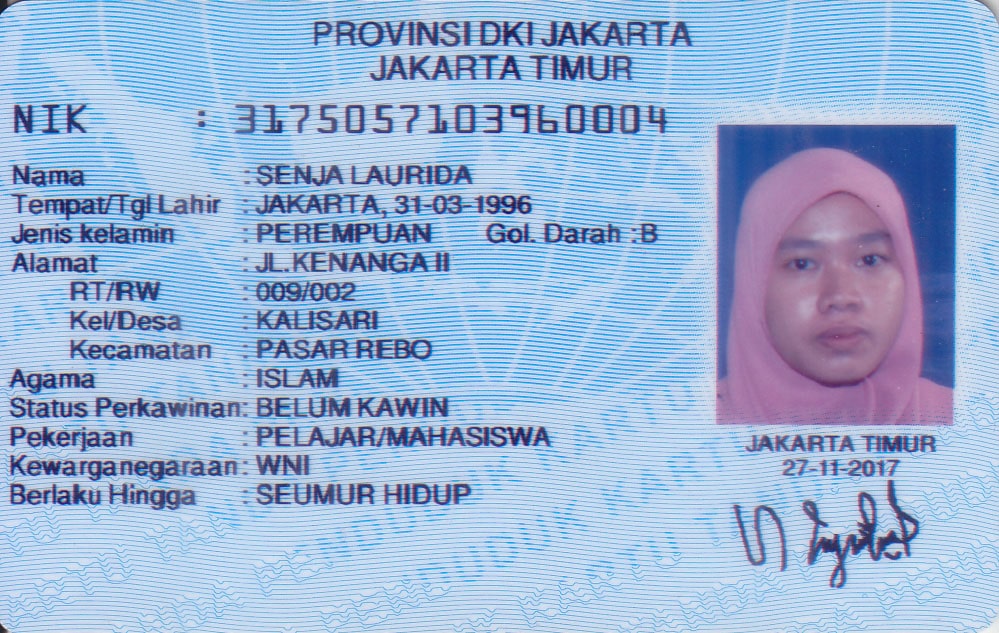 PROVINSI DKI JAKARTA
JAKARTA TIMUR
NIK : 3175057103960004
Nama : SENJA LAURIDA
Tempat/Tgl Lahir : JAKARTA, 31-03-1996
Jenis kelamin : PEREMPUAN Gol. Darah :B
Alamat : JL.KENANGA II
RT/RW : 009/002
Kel/Desa : KALISARI
Kecamatan : PASAR REBO
Agama : ISLAM
Status Perkawinan: BELUM KAWIN
Pekerjaan : PELAJAR/MAHASISWA
Kewarganegaraan: WNI
Berlaku Hingga : SEUMUR HIDUP
JAKARTA TIMUR
27-11-2017